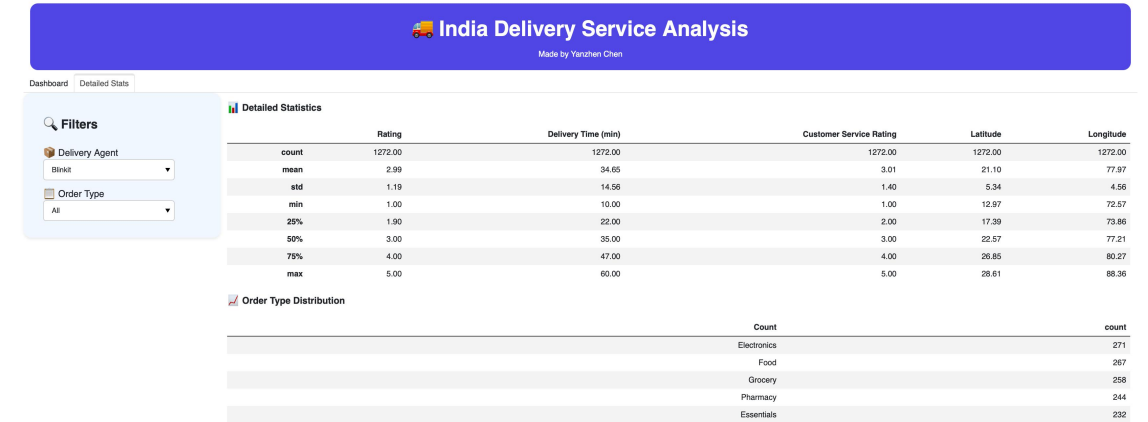 🚚 India Delivery Service Analysis
Made by Yanzhen Chen
Dashboard Detailed Stats
🔍 Filters
📦 Delivery Agent
Blinkit
📋 Order Type
All
📊 Detailed Statistics
Rating Delivery Time (min) Customer Service Rating Latitude Longitude
count 1272.00 1272.00 1272.00 1272.00 1272.00
mean 2.99 34.65 3.01 21.10 77.97
std 1.19 14.56 1.40 5.34 4.56
min 1.00 10.00 1.00 12.97 72.57
25% 1.90 22.00 2.00 17.39 73.86
50% 3.00 35.00 3.00 22.57 77.21
75% 4.00 47.00 4.00 26.85 80.27
max 5.00 60.00 5.00 28.61 88.36
📈 Order Type Distribution
Count count
Electronics 271
Food 267
Grocery 258
Pharmacy 244
Essentials 232